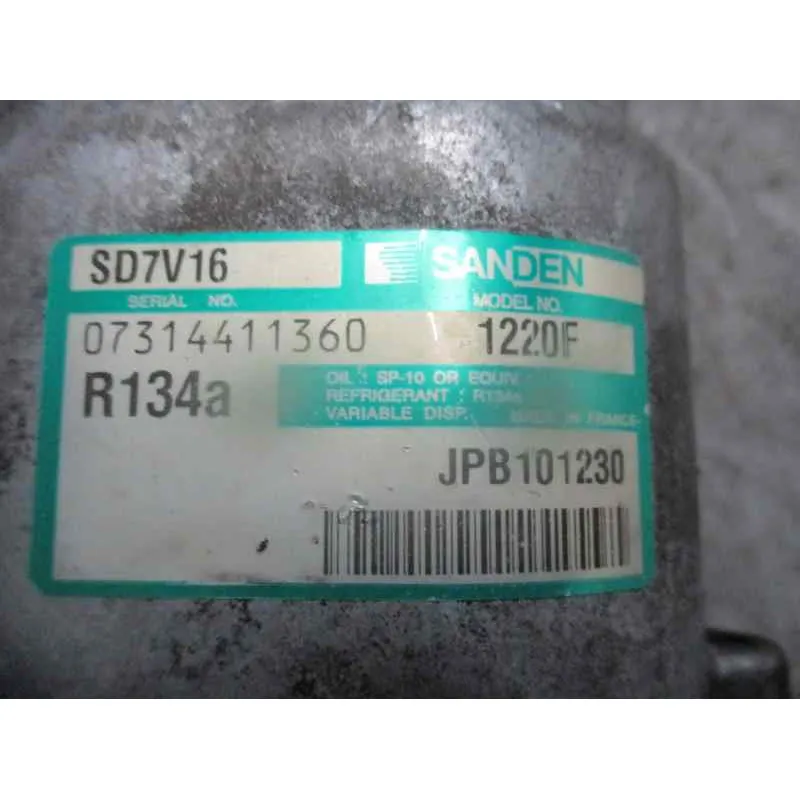 SD7V16 SANDEN
SERIAL NO. MODEL NO.
07314411360 1220F
R134a OIL : SP-10 OR EQUIV
REFRIGERANT : R134a
VARIABLE DISP. MADE IN FRANCE
JPB101230